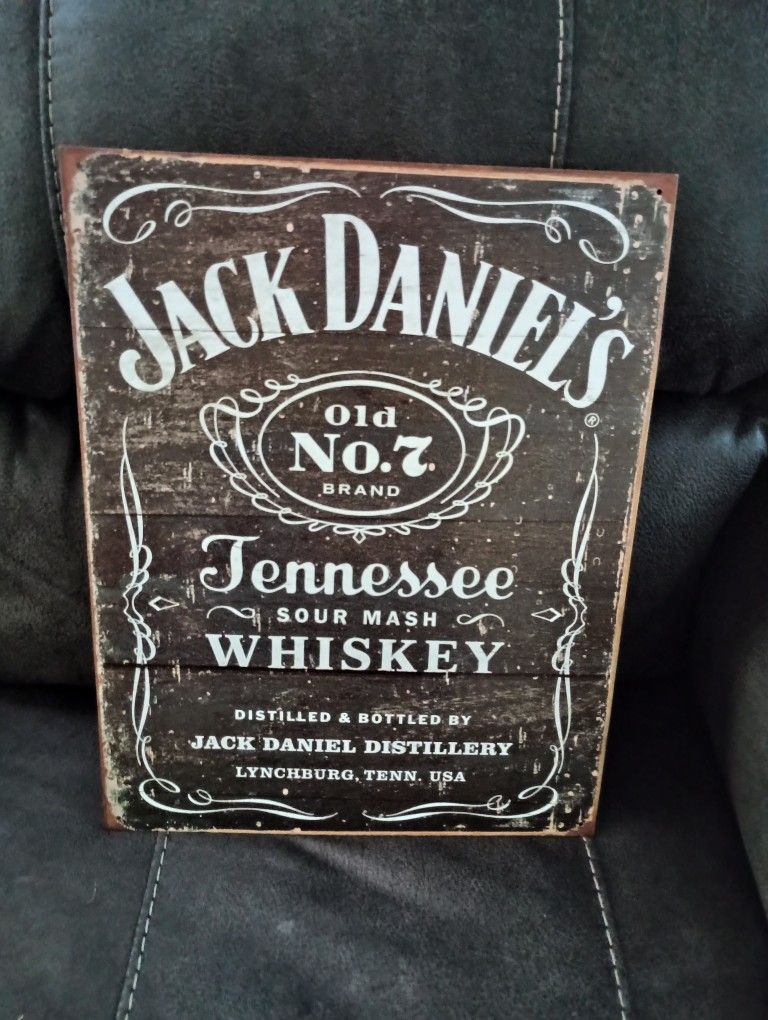 JACK DANIEL'S
®
Old
No.7
BRAND
Tennessee
SOUR MASH
WHISKEY
DISTILLED & BOTTLED BY
JACK DANIEL DISTILLERY
LYNCHBURG, TENN. USA